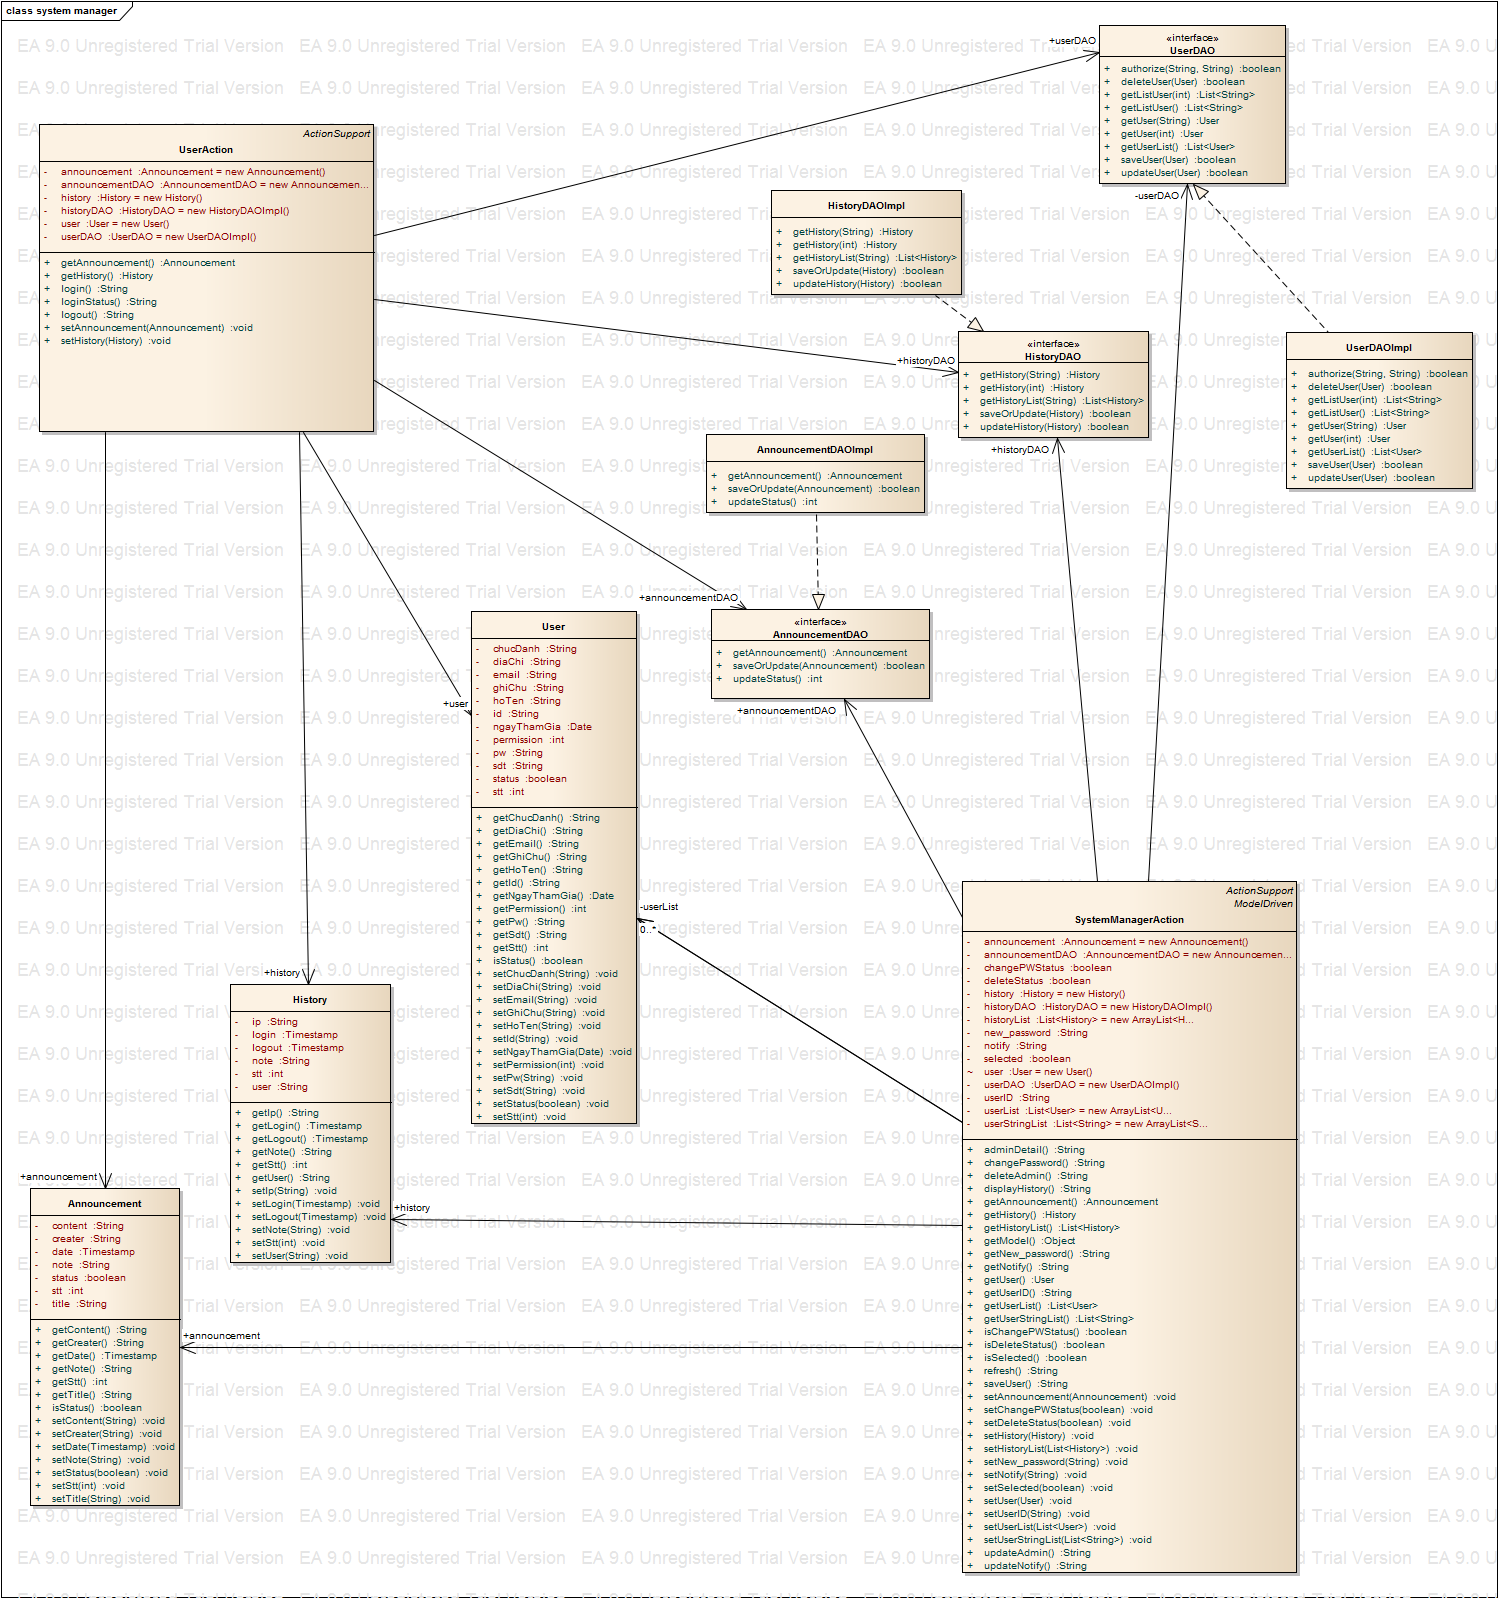 class system manager
EA 9.0 Unregistered Trial Version
+userDAO
«interface»
UserDAO
+ authorize(String, String) :boolean
+ deleteUser(User) :boolean
+ getListUser(int) :List<String>
+ getListUser() :List<String>
+ getUser(String) :User
+ getUser(int) :User
+ getUserList() :List<User>
+ saveUser(User) :boolean
+ updateUser(User) :boolean
-userDAO
ActionSupport
UserAction
- announcement :Announcement = new Announcement()
- announcementDAO :AnnouncementDAO = new Announcemen...
- history :History = new History()
- historyDAO :HistoryDAO = new HistoryDAOImpl()
- user :User = new User()
- userDAO :UserDAO = new UserDAOImpl()
+ getAnnouncement() :Announcement
+ getHistory() :History
+ login() :String
+ loginStatus() :String
+ logout() :String
+ setAnnouncement(Announcement) :void
+ setHistory(History) :void
HistoryDAOImpl
+ getHistory(String) :History
+ getHistory(int) :History
+ getHistoryList(String) :List<History>
+ saveOrUpdate(History) :boolean
+ updateHistory(History) :boolean
+historyDAO
«interface»
HistoryDAO
+ getHistory(String) :History
+ getHistory(int) :History
+ getHistoryList(String) :List<History>
+ saveOrUpdate(History) :boolean
+ updateHistory(History) :boolean
+historyDAO
UserDAOImpl
+ authorize(String, String) :boolean
+ deleteUser(User) :boolean
+ getListUser(int) :List<String>
+ getListUser() :List<String>
+ getUser(String) :User
+ getUser(int) :User
+ getUserList() :List<User>
+ saveUser(User) :boolean
+ updateUser(User) :boolean
AnnouncementDAOImpl
+ getAnnouncement() :Announcement
+ saveOrUpdate(Announcement) :boolean
+ updateStatus() :int
+announcementDAO
«interface»
AnnouncementDAO
+ getAnnouncement() :Announcement
+ saveOrUpdate(Announcement) :boolean
+ updateStatus() :int
+announcementDAO
+user
User
- chucDanh :String
- diaChi :String
- email :String
- ghiChu :String
- hoTen :String
- id :String
- ngayThamGia :Date
- permission :int
- pw :String
- sdt :String
- status :boolean
- stt :int
+ getChucDanh() :String
+ getDiaChi() :String
+ getEmail() :String
+ getGhiChu() :String
+ getHoTen() :String
+ getId() :String
+ getNgayThamGia() :Date
+ getPermission() :int
+ getPw() :String
+ getSdt() :String
+ getStt() :int
+ isStatus() :boolean
+ setChucDanh(String) :void
+ setDiaChi(String) :void
+ setEmail(String) :void
+ setGhiChu(String) :void
+ setHoTen(String) :void
+ setId(String) :void
+ setNgayThamGia(Date) :void
+ setPermission(int) :void
+ setPw(String) :void
+ setSdt(String) :void
+ setStatus(boolean) :void
+ setStt(int) :void
-userList
0..*
+history
History
- ip :String
- login :Timestamp
- logout :Timestamp
- note :String
- stt :int
- user :String
+ getIp() :String
+ getLogin() :Timestamp
+ getLogout() :Timestamp
+ getNote() :String
+ getStt() :int
+ getUser() :String
+ setIp(String) :void
+ setLogin(Timestamp) :void
+ setLogout(Timestamp) :void
+ setNote(String) :void
+ setStt(int) :void
+ setUser(String) :void
+history
+announcement
Announcement
- content :String
- creater :String
- date :Timestamp
- note :String
- status :boolean
- stt :int
- title :String
+ getContent() :String
+ getCreater() :String
+ getDate() :Timestamp
+ getNote() :String
+ getStt() :int
+ getTitle() :String
+ isStatus() :boolean
+ setContent(String) :void
+ setCreater(String) :void
+ setDate(Timestamp) :void
+ setNote(String) :void
+ setStatus(boolean) :void
+ setStt(int) :void
+ setTitle(String) :void
+announcement
ActionSupport
ModelDriven
SystemManagerAction
- announcement :Announcement = new Announcement()
- announcementDAO :AnnouncementDAO = new Announcemen...
- changePWStatus :boolean
- deleteStatus :boolean
- history :History = new History()
- historyDAO :HistoryDAO = new HistoryDAOImpl()
- historyList :List<History> = new ArrayList<H...
- new_password :String
- notify :String
- selected :boolean
~ user :User = new User()
- userDAO :UserDAO = new UserDAOImpl()
- userID :String
- userList :List<User> = new ArrayList<U...
- userStringList :List<String> = new ArrayList<S...
+ adminDetail() :String
+ changePassword() :String
+ deleteAdmin() :String
+ displayHistory() :String
+ getAnnouncement() :Announcement
+ getHistory() :History
+ getHistoryList() :List<History>
+ getModel() :Object
+ getNew_password() :String
+ getNotify() :String
+ getUser() :User
+ getUserID() :String
+ getUserList() :List<User>
+ getUserStringList() :List<String>
+ isChangePWStatus() :boolean
+ isDeleteStatus() :boolean
+ isSelected() :boolean
+ refresh() :String
+ saveUser() :String
+ setAnnouncement(Announcement) :void
+ setChangePWStatus(boolean) :void
+ setDeleteStatus(boolean) :void
+ setHistory(History) :void
+ setHistoryList(List<History>) :void
+ setNew_password(String) :void
+ setNotify(String) :void
+ setSelected(boolean) :void
+ setUser(User) :void
+ setUserID(String) :void
+ setUserList(List<User>) :void
+ setUserStringList(List<String>) :void
+ updateAdmin() :String
+ updateNotify() :String